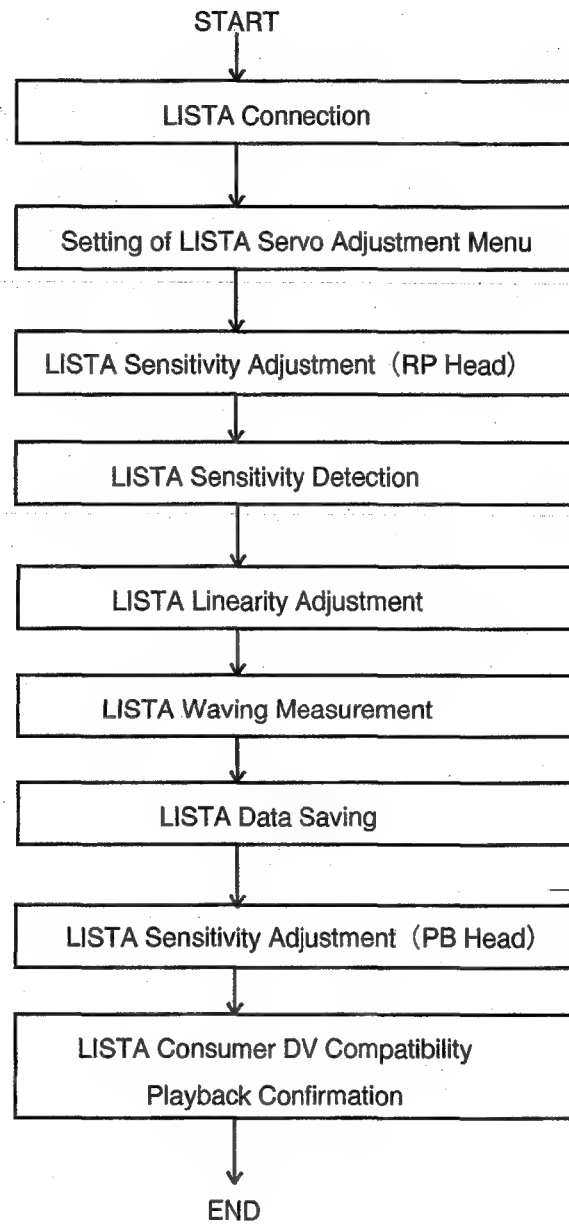 START
LISTA Connection
Setting of LISTA Servo Adjustment Menu
LISTA Sensitivity Adjustment (RP Head)
LISTA Sensitivity Detection
LISTA Linearity Adjustment
LISTA Waving Measurement
LISTA Data Saving
LISTA Sensitivity Adjustment (PB Head)
LISTA Consumer DV Compatibility
Playback Confirmation
END